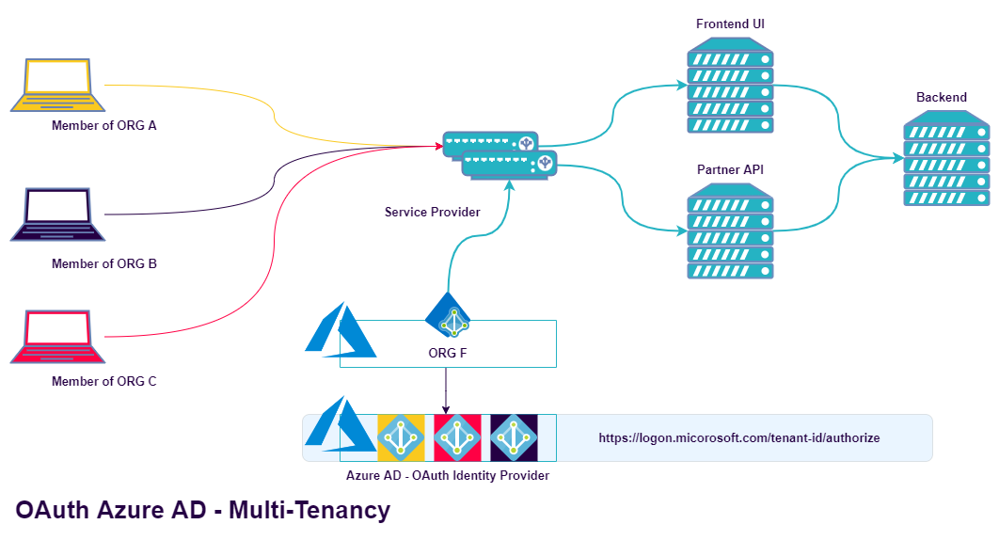 Frontend UI
Backend
Member of ORG A
Partner API
Service Provider
Member of ORG B
ORG F
Member of ORG C
https://logon.micorosoft.com/tenant-id/authorize
Azure AD - OAuth Identity Provider
OAuth Azure AD - Multi-Tenancy